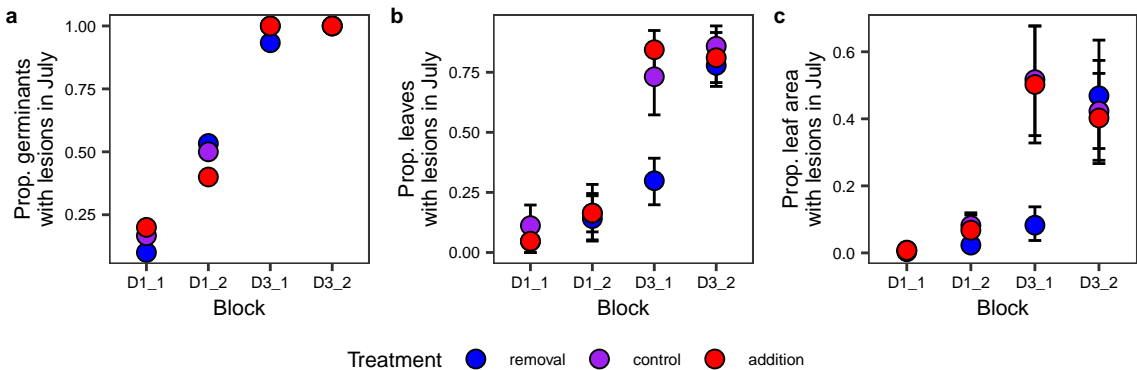 a
Prop. germinants
with lesions in July
1.00
0.75
0.50
0.25
D1_1 D1_2 D3_1 D3_2
Block
b
Prop. leaves
with lesions in July
0.75
0.50
0.25
0.00
D1_1 D1_2 D3_1 D3_2
Block
c
Prop. leaf area
with lesions in July
0.6
0.4
0.2
0.0
D1_1 D1_2 D3_1 D3_2
Block
Treatment removal control addition